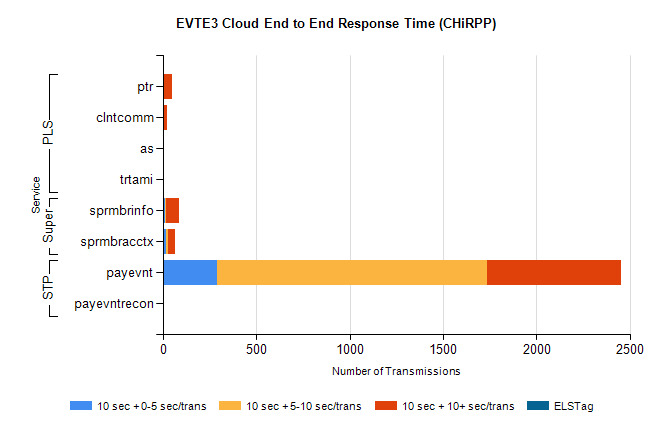 EVTE3 Cloud End to End Response Time (CHiRPP)
Service
PLS
ptr
clntcomm
as
trtami
Super
sprmbrinfo
sprmbracctx
STP
payevnt
payevntrecon
0 500 1000 1500 2000 2500
Number of Transmissions
10 sec +0-5 sec/trans 10 sec +5-10 sec/trans 10 sec + 10+ sec/trans ELSTag